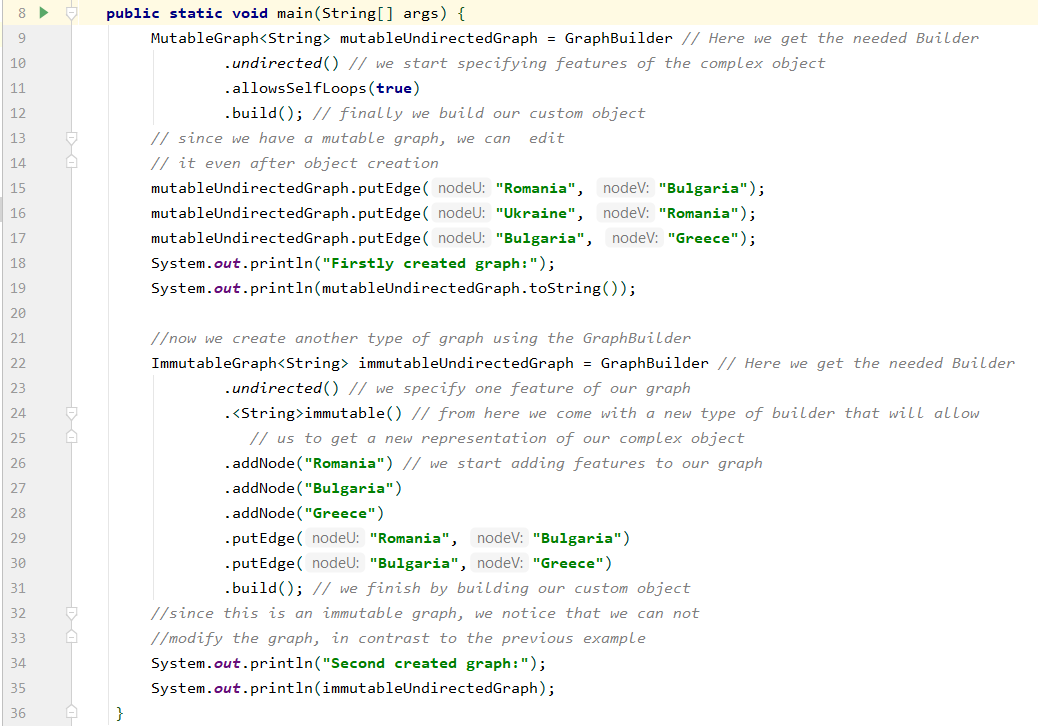 8 public static void main(String[] args) {
9 MutableGraph<String> mutableUndirectedGraph = GraphBuilder // Here we get the needed Builder
10 .undirected() // we start specifying features of the complex object
11 .allowsSelfLoops(true)
12 .build(); // finally we build our custom object
13 // since we have a mutable graph, we can  edit
14 // it even after object creation
15 mutableUndirectedGraph.putEdge( nodeU: "Romania", nodeV: "Bulgaria");
16 mutableUndirectedGraph.putEdge( nodeU: "Ukraine", nodeV: "Romania");
17 mutableUndirectedGraph.putEdge( nodeU: "Bulgaria", nodeV: "Greece");
18 System.out.println("Firstly created graph:");
19 System.out.println(mutableUndirectedGraph.toString());
20
21 //now we create another type of graph using the GraphBuilder
22 ImmutableGraph<String> immutableUndirectedGraph = GraphBuilder // Here we get the needed Builder
23 .undirected() // we specify one feature of our graph
24 .<String>immutable() // from here we come with a new type of builder that will allow
25 // us to get a new representation of our complex object
26 .addNode("Romania") // we start adding features to our graph
27 .addNode("Bulgaria")
28 .addNode("Greece")
29 .putEdge( nodeU: "Romania", nodeV: "Bulgaria")
30 .putEdge( nodeU: "Bulgaria", nodeV: "Greece")
31 .build(); // we finish by building our custom object
32 //since this is an immutable graph, we notice that we can not
33 //modify the graph, in contrast to the previous example
34 System.out.println("Second created graph:");
35 System.out.println(immutableUndirectedGraph);
36 }